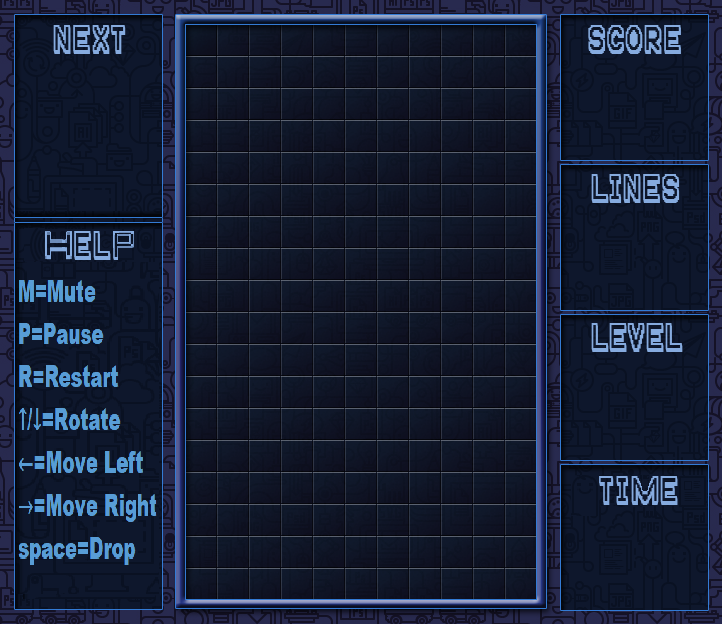 NEXT
HELP
M=Mute
P=Pause
R=Restart
↑/↓=Rotate
←=Move Left
→=Move Right
space=Drop
SCORE
LINES
LEVEL
TIME